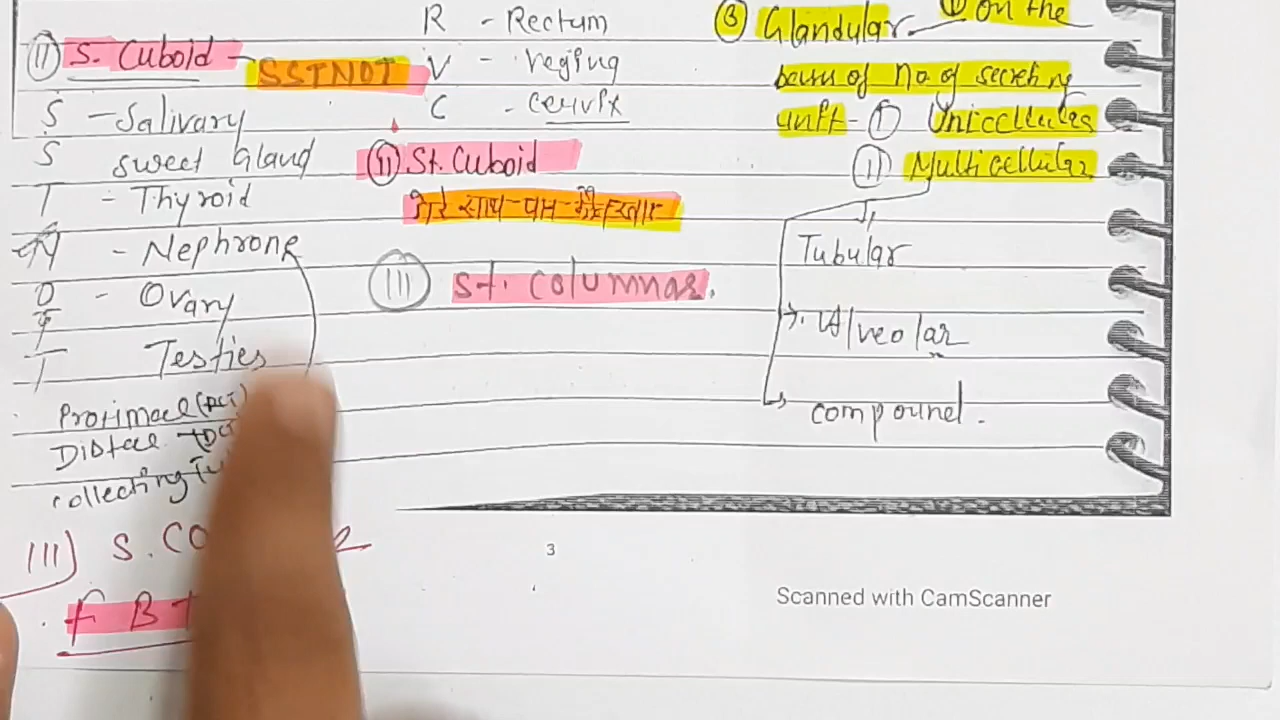 (II) S. Cuboid - SSTNOT
S - Salivary
S sweet Gland
T - Thyroid
N - Nephrone
O - Ovary
T Testies
Proximal (PCT)
Distal (DCT)
collecting
III) S. CO
F B T
R - Rectum
V - Vagina
C - Cervix
(II) St. Cuboid
(III) St. Columnar.
③ Glandular ① on the
basis of No. of secreting
unit - ① Unicellular
(II) Multicellular
Tubular
Alveolar
compound.
3
Scanned with CamScanner